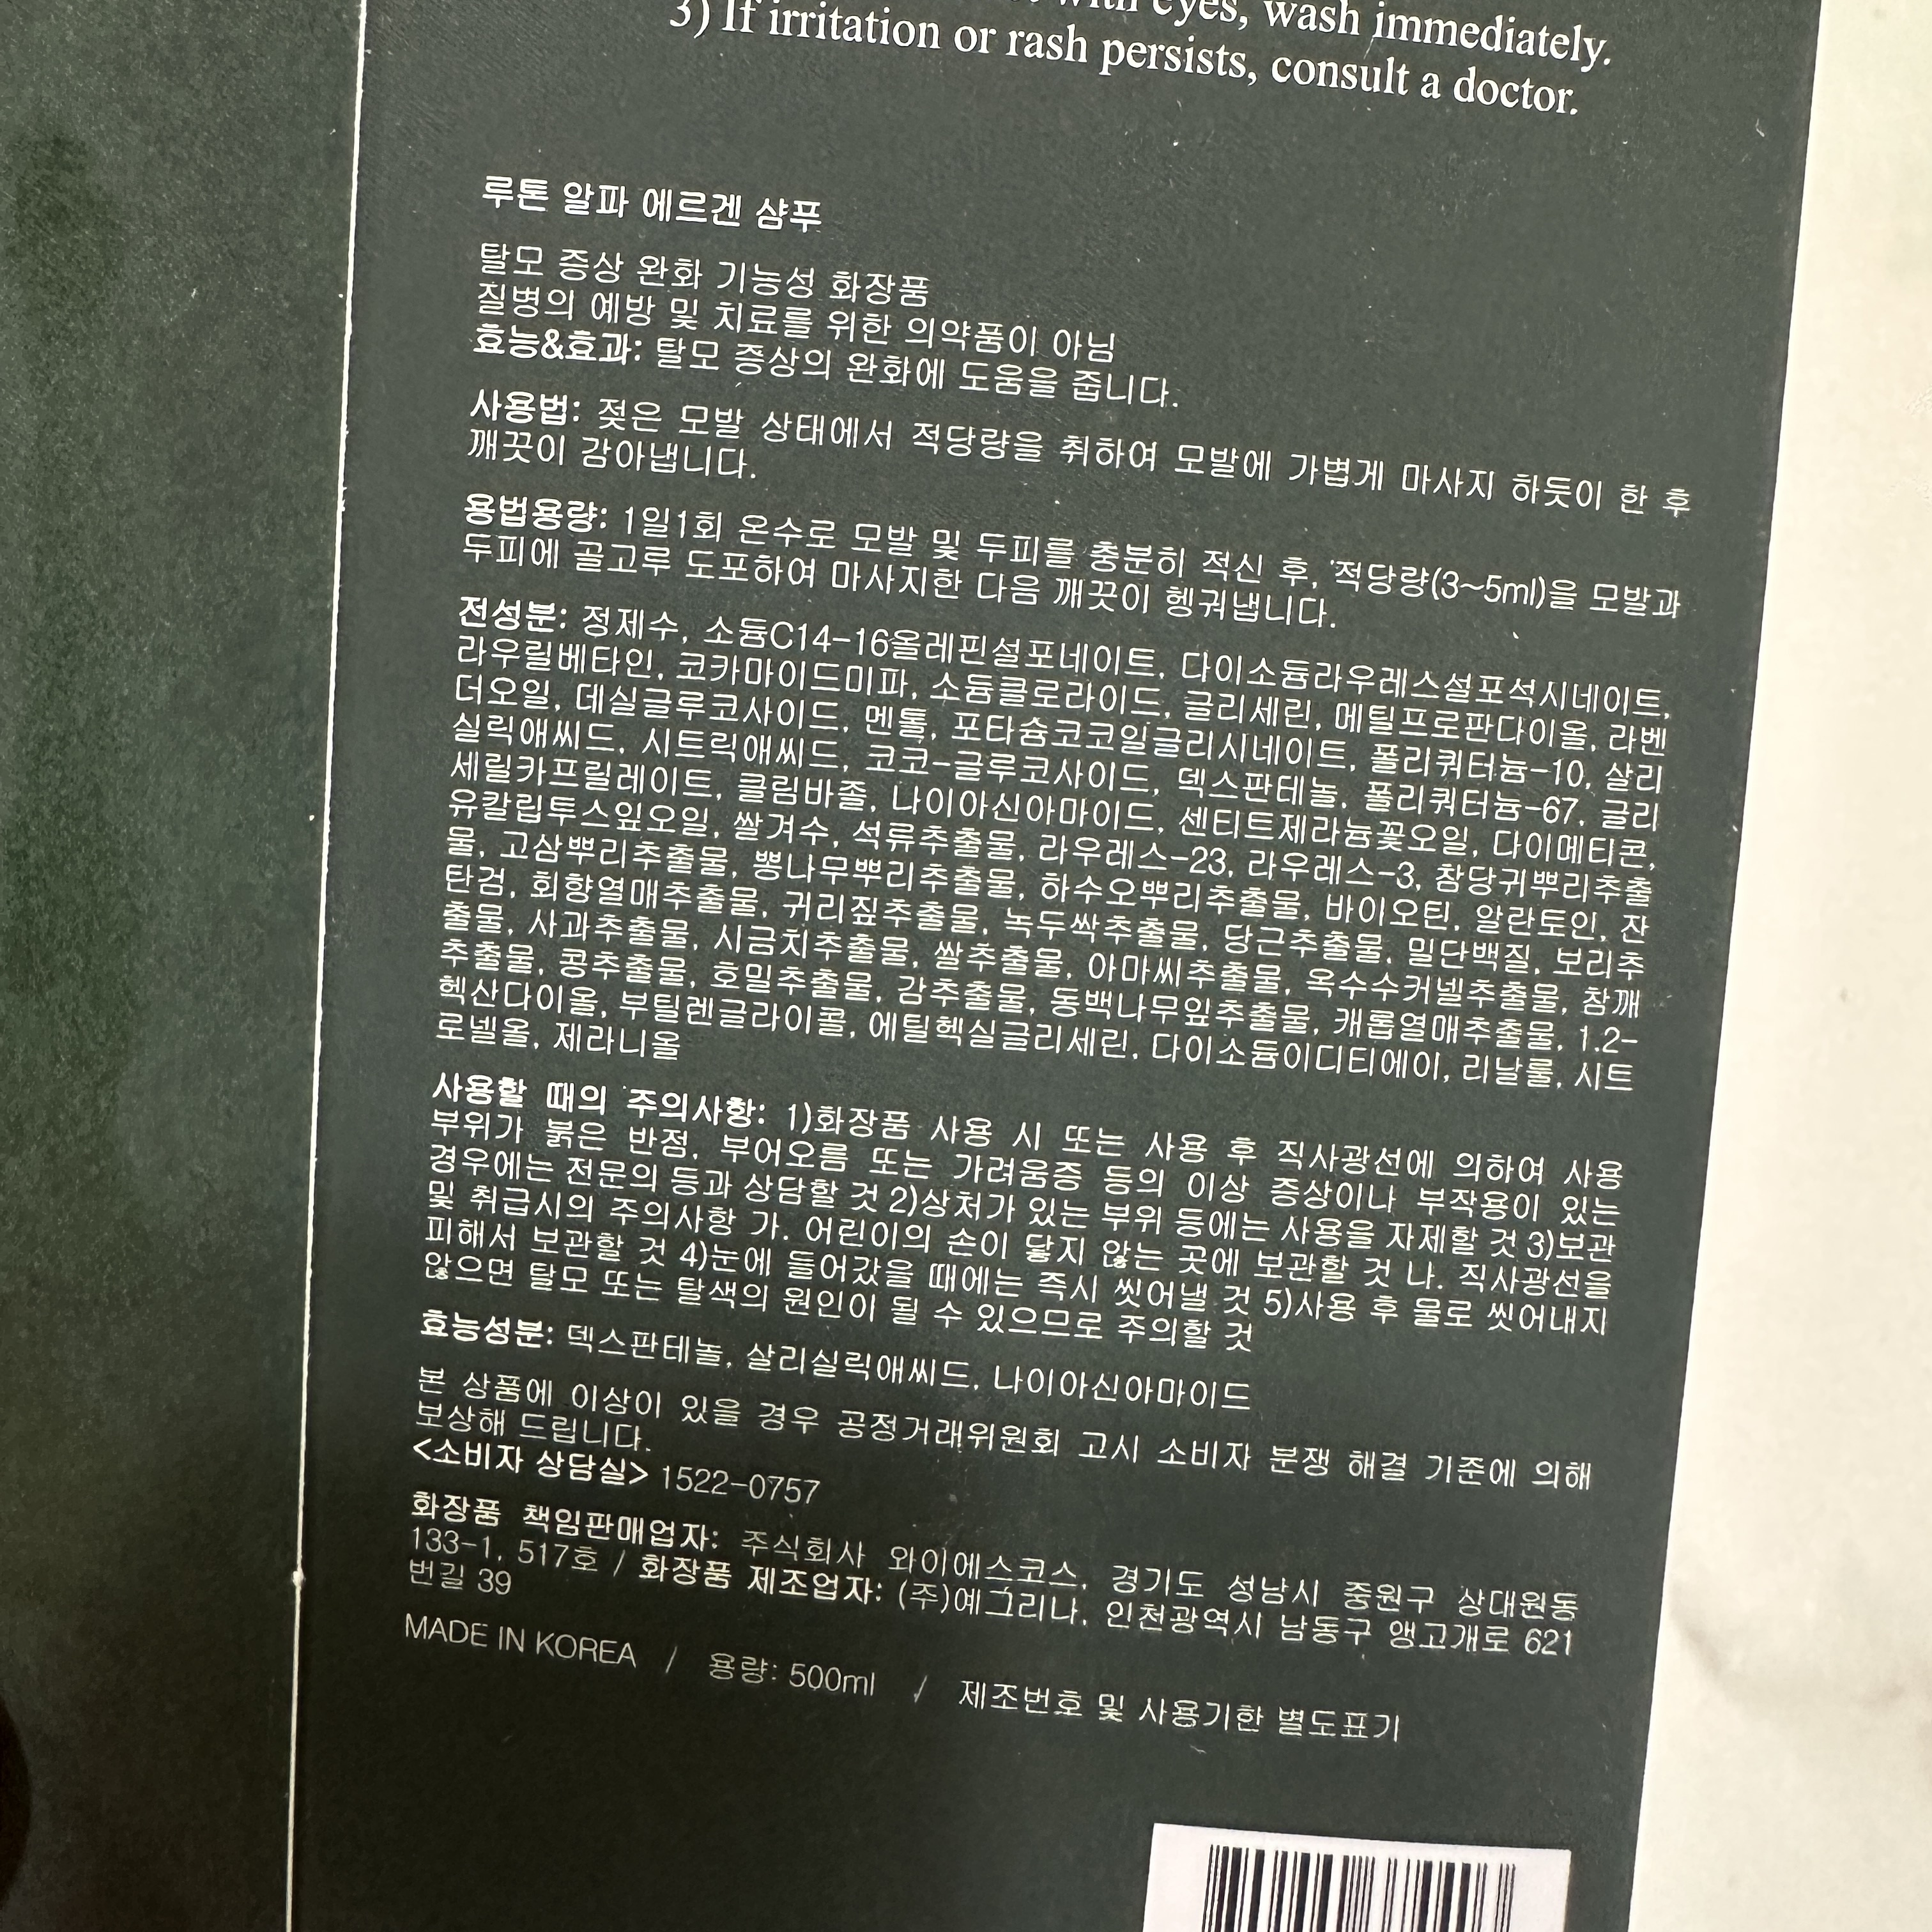 with eyes, wash immediately.
3) If irritation or rash persists, consult a doctor.
루톤 알파 에르겐 샴푸
탈모 증상 완화 기능성 화장품
질병의 예방 및 치료를 위한 의약품이 아님
효능&효과: 탈모 증상의 완화에 도움을 줍니다.
사용법: 젖은 모발 상태에서 적당량을 취하여 모발에 가볍게 마사지 하듯이 한 후
깨끗이 감아냅니다.
용법용량: 1일1회 온수로 모발 및 두피를 충분히 적신 후, 적당량(3~5ml)을 모발과
두피에 골고루 도포하여 마사지한 다음 깨끗이 헹궈냅니다.
전성분: 정제수, 소듐C14-16올레핀설포네이트, 다이소듐라우레스설포석시네이트,
라우릴베타인, 코카마이드미파, 소듐클로라이드, 글리세린, 메틸프로판다이올, 라벤
더오일, 데실글루코사이드, 멘톨, 포타슘코코일글리시네이트, 폴리쿼터늄-10, 살리
실릭애씨드, 시트릭애씨드, 코코-글루코사이드, 덱스판테놀, 폴리쿼터늄-67, 글리
세릴카프릴레이트, 클림바졸, 나이아신아마이드, 센티드제라늄꽃오일, 다이메티콘,
유칼립투스잎오일, 쌀겨수, 석류추출물, 라우레스-23, 라우레스-3, 참당귀뿌리추출
물, 고삼뿌리추출물, 뽕나무뿌리추출물, 하수오뿌리추출물, 바이오틴, 알란토인, 잔
탄검, 회향열매추출물, 귀리짚추출물, 녹두싹추출물, 당근추출물, 밀단백질, 보리추
출물, 사과추출물, 시금치추출물, 쌀추출물, 아마씨추출물, 옥수수커넬추출물, 참깨
추출물, 콩추출물, 호밀추출물, 감추출물, 동백나무잎추출물, 캐롭열매추출물, 1,2-
헥산다이올, 부틸렌글라이콜, 에틸헥실글리세린, 다이소듐이디티에이, 리날룰, 시트
로넬올, 제라니올
사용할 때의 주의사항: 1)화장품 사용 시 또는 사용 후 직사광선에 의하여 사용
부위가 붉은 반점, 부어오름 또는 가려움증 등의 이상 증상이나 부작용이 있는
경우에는 전문의 등과 상담할 것 2)상처가 있는 부위 등에는 사용을 자제할 것 3)보관
및 취급시의 주의사항 가. 어린이의 손이 닿지 않는 곳에 보관할 것 나. 직사광선을
피해서 보관할 것 4)눈에 들어갔을 때에는 즉시 씻어낼 것 5)사용 후 물로 씻어내지
않으면 탈모 또는 탈색의 원인이 될 수 있으므로 주의할 것
효능성분: 덱스판테놀, 살리실릭애씨드, 나이아신아마이드
본 상품에 이상이 있을 경우 공정거래위원회 고시 소비자 분쟁 해결 기준에 의해
보상해 드립니다.
<소비자 상담실> 1522-0757
화장품 책임판매업자: 주식회사 와이에스코스, 경기도 성남시 중원구 상대원동
133-1, 517호 / 화장품 제조업자: (주)예그리나, 인천광역시 남동구 앵고개로 621
번길 39
MADE IN KOREA / 용량: 500ml / 제조번호 및 사용기한 별도표기